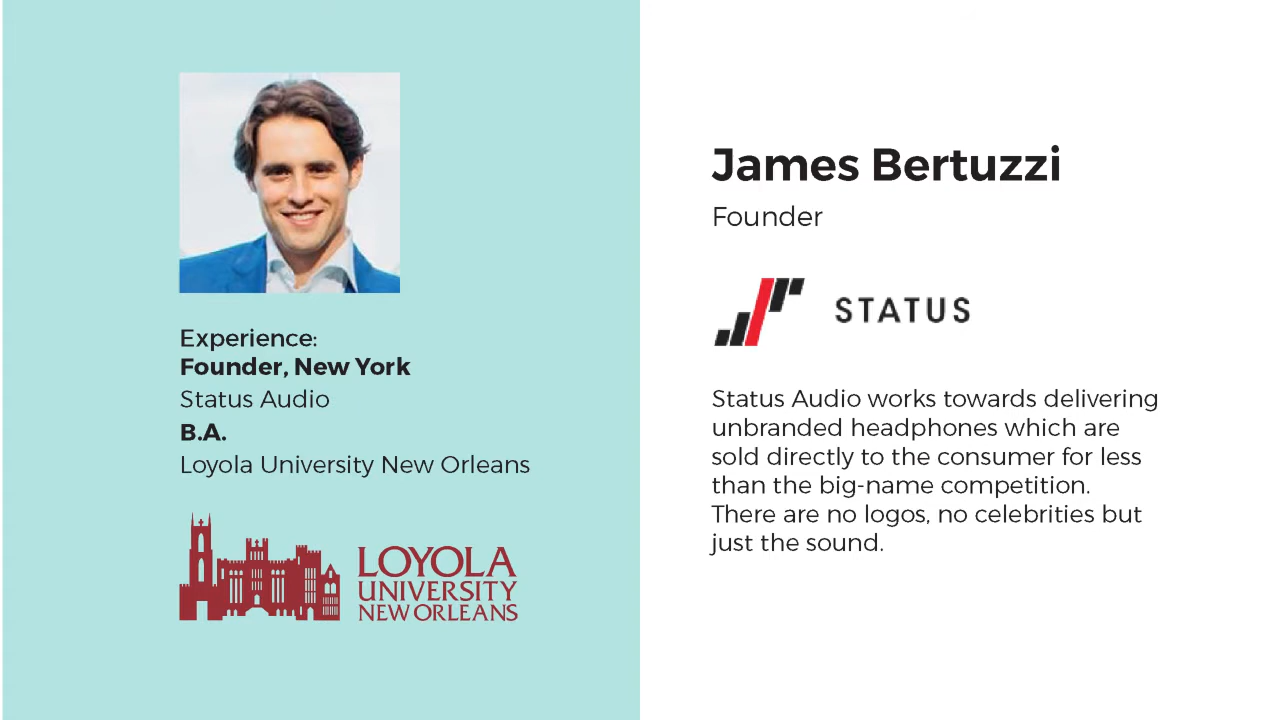 Experience:
Founder, New York
Status Audio
B.A.
Loyola University New Orleans
LOYOLA
UNIVERSITY
NEW ORLEANS
James Bertuzzi
Founder
STATUS
Status Audio works towards delivering
unbranded headphones which are
sold directly to the consumer for less
than the big-name competition.
There are no logos, no celebrities but
just the sound.